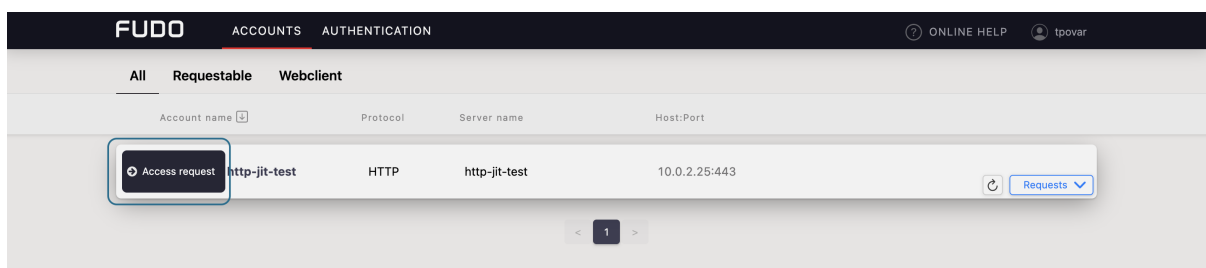 FUDO ACCOUNTS AUTHENTICATION ? ONLINE HELP tpovar
All Requestable Webclient
Account name Protocol Server name Host:Port
Access request http-jit-test HTTP http-jit-test 10.0.2.25:443
Requests
< 1 >